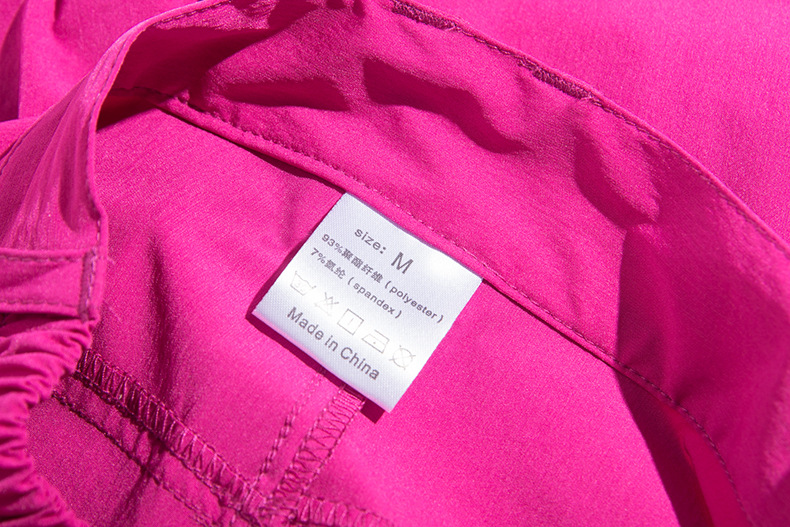 size: M
93%聚酯纤维 ( polyester)
7%氨纶 ( spandex)
Made in China